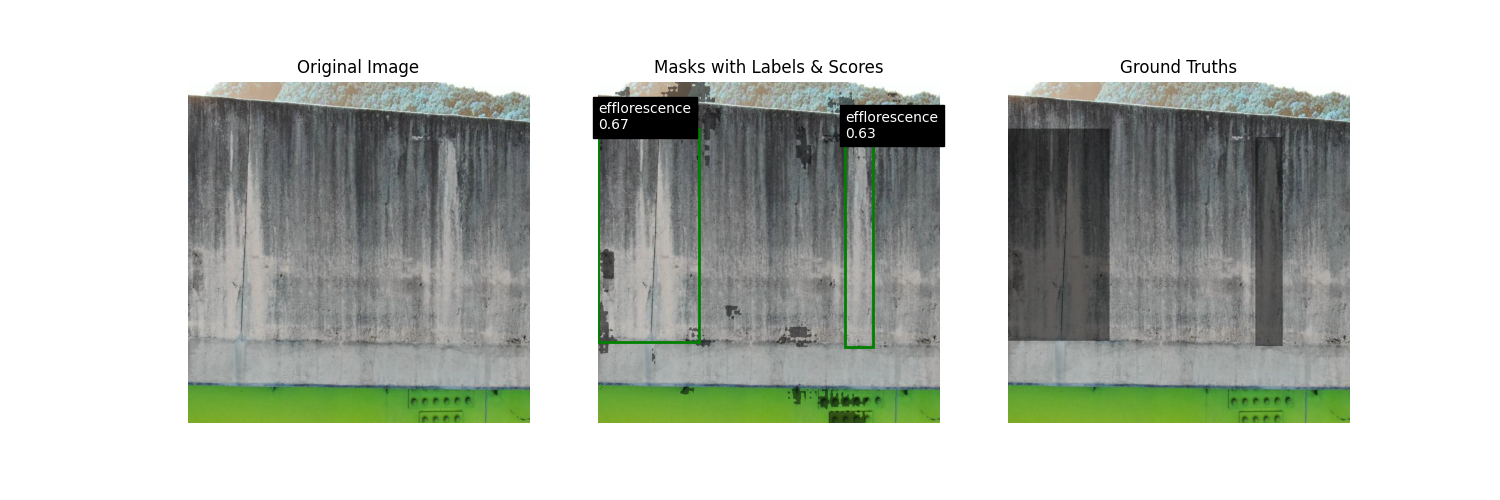 Original Image
Masks with Labels & Scores
Ground Truths
efflorescence
0.67
efflorescence
0.63